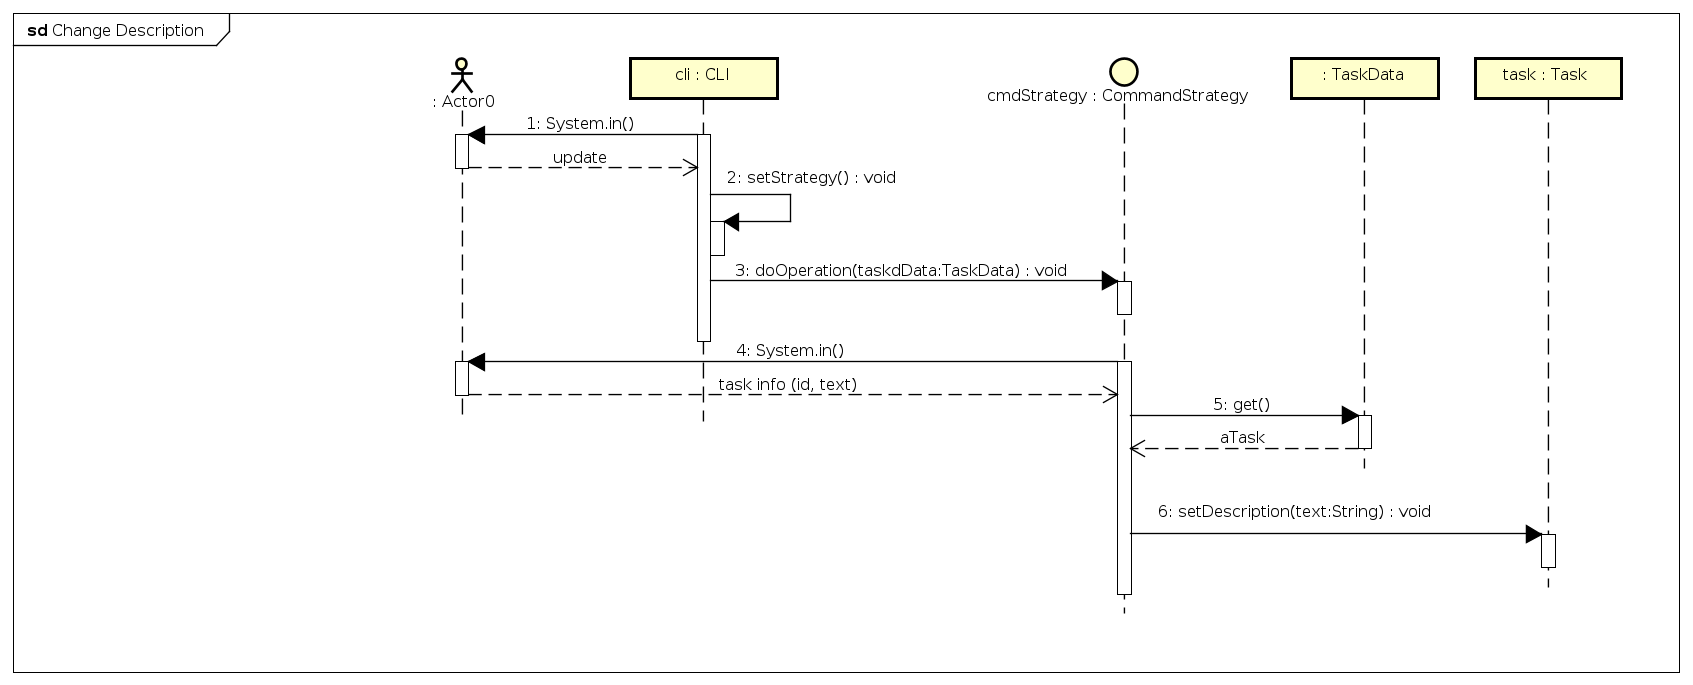 sd Change Description
: Actor0
cli : CLI
cmdStrategy : CommandStrategy
: TaskData
task : Task
1: System.in()
update
2: setStrategy() : void
3: doOperation(taskdData:TaskData) : void
4: System.in()
task info (id, text)
5: get()
aTask
6: setDescription(text:String) : void